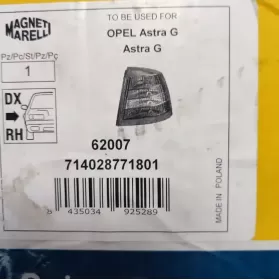 MAGNETI
MARELLI
TO BE USED FOR
OPEL Astra G
Astra G
Pz/Pc/St/Pz/Pç
1
DX
RH
62007
714028771801
8 435034 925289
MADE IN POLAND